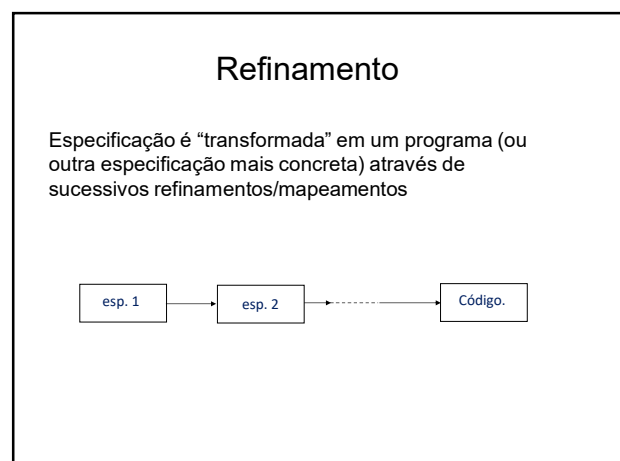 Refinamento
Especificação é “transformada” em um programa (ou
outra especificação mais concreta) através de
sucessivos refinamentos/mapeamentos
esp. 1
esp. 2
Código.